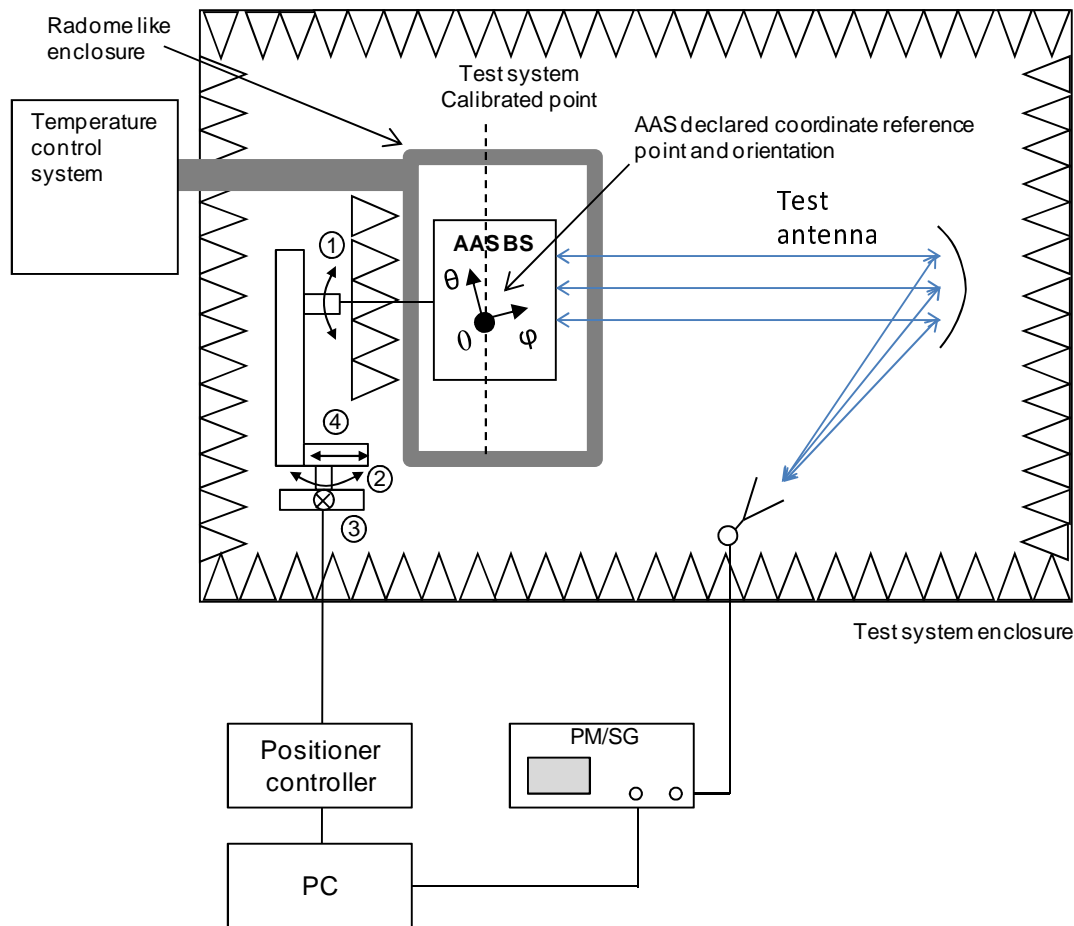 Radome like
enclosure
Test system
Calibrated point
Temperature
control
system
AAS declared coordinate reference
point and orientation
Test
antenna
AAS BS
θ
0
φ
1
4
2
3
Test system enclosure
Positioner
controller
PM/SG
PC